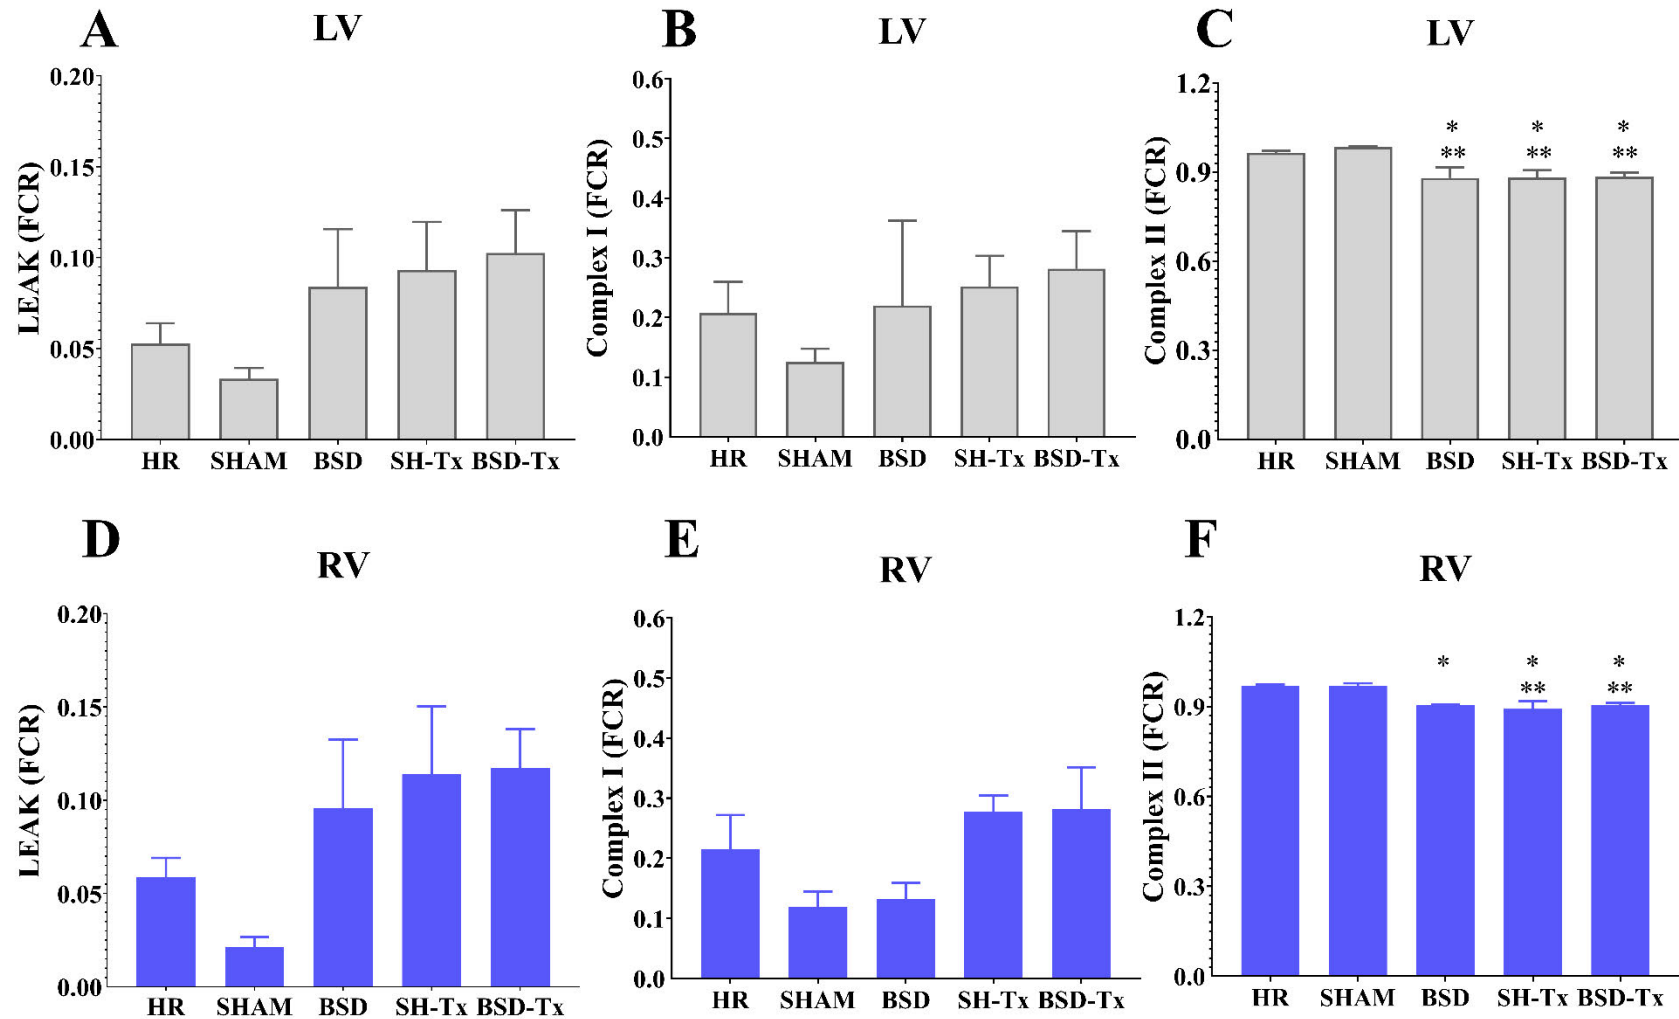 A
LV
LEAK (FCR)
0.20
0.15
0.10
0.05
0.00
HR SHAM BSD SH-Tx BSD-Tx
B
LV
Complex I (FCR)
0.6
0.5
0.4
0.3
0.2
0.1
0.0
HR SHAM BSD SH-Tx BSD-Tx
C
LV
Complex II (FCR)
1.2
0.9
0.6
0.3
0.0
* * *
** ** **
HR SHAM BSD SH-Tx BSD-Tx
D
RV
LEAK (FCR)
0.20
0.15
0.10
0.05
0.00
HR SHAM BSD SH-Tx BSD-Tx
E
RV
Complex I (FCR)
0.6
0.5
0.4
0.3
0.2
0.1
0.0
HR SHAM BSD SH-Tx BSD-Tx
F
RV
Complex II (FCR)
1.2
0.9
0.6
0.3
0.0
* * *
** **
HR SHAM BSD SH-Tx BSD-Tx